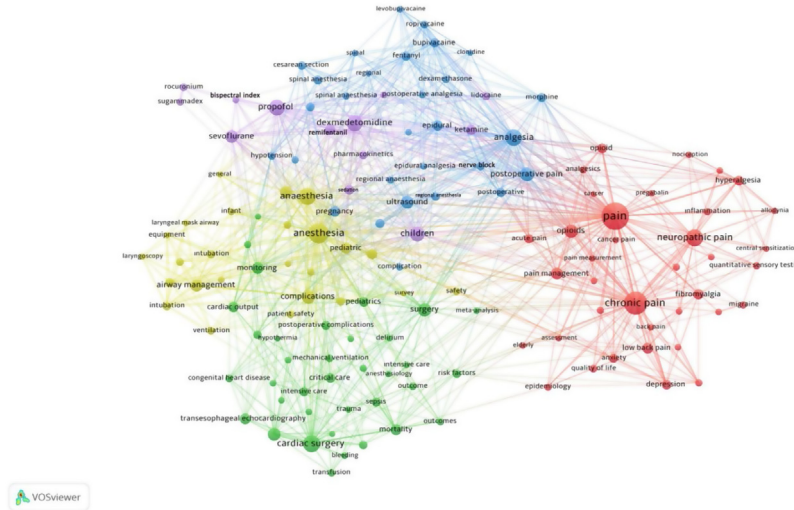 levobupivacaine
ropivacaine
bupivacaine
spinal
fentanyl
clonidine
cesarean section
regional
dexamethasone
spinal anesthesia
rocuronium
bispectral index
spinal anaesthesia
postoperative analgesia
lidocaine
morphine
sugammadex
propofol
dexmedetomidine
epidural
ketamine
sevoflurane
remifentanil
analgesia
opioid
hypotension
pharmacokinetics
nociception
epidural analgesia
nerve block
analgesics
general
regional anaesthesia
postoperative pain
hyperalgesia
sedation
cancer
pregabalin
anaesthesia
regional anesthesia
postoperative
infant
pregnancy
ultrasound
pain
inflammation
allodynia
laryngeal mask airway
equipment
anesthesia
children
opioids
acute pain
cancer pain
neuropathic pain
laryngoscopy
intubation
pediatric
central sensitizatio
monitoring
complication
pain measurement
quantitative sensory test
pain management
airway management
complications
survey
safety
fibromyalgia
intubation
cardiac output
pediatrics
chronic pain
migraine
patient safety
surgery
meta-analysis
ventilation
postoperative complications
back pain
hypothermia
delirium
elderly
assessment
low back pain
mechanical ventilation
intensive care
anxiety
congenital heart disease
critical care
anesthesiology
risk factors
quality of life
intensive care
outcome
epidemiology
depression
trauma
sepsis
transesophageal echocardiography
outcomes
mortality
cardiac surgery
bleeding
transfusion
VOSviewer